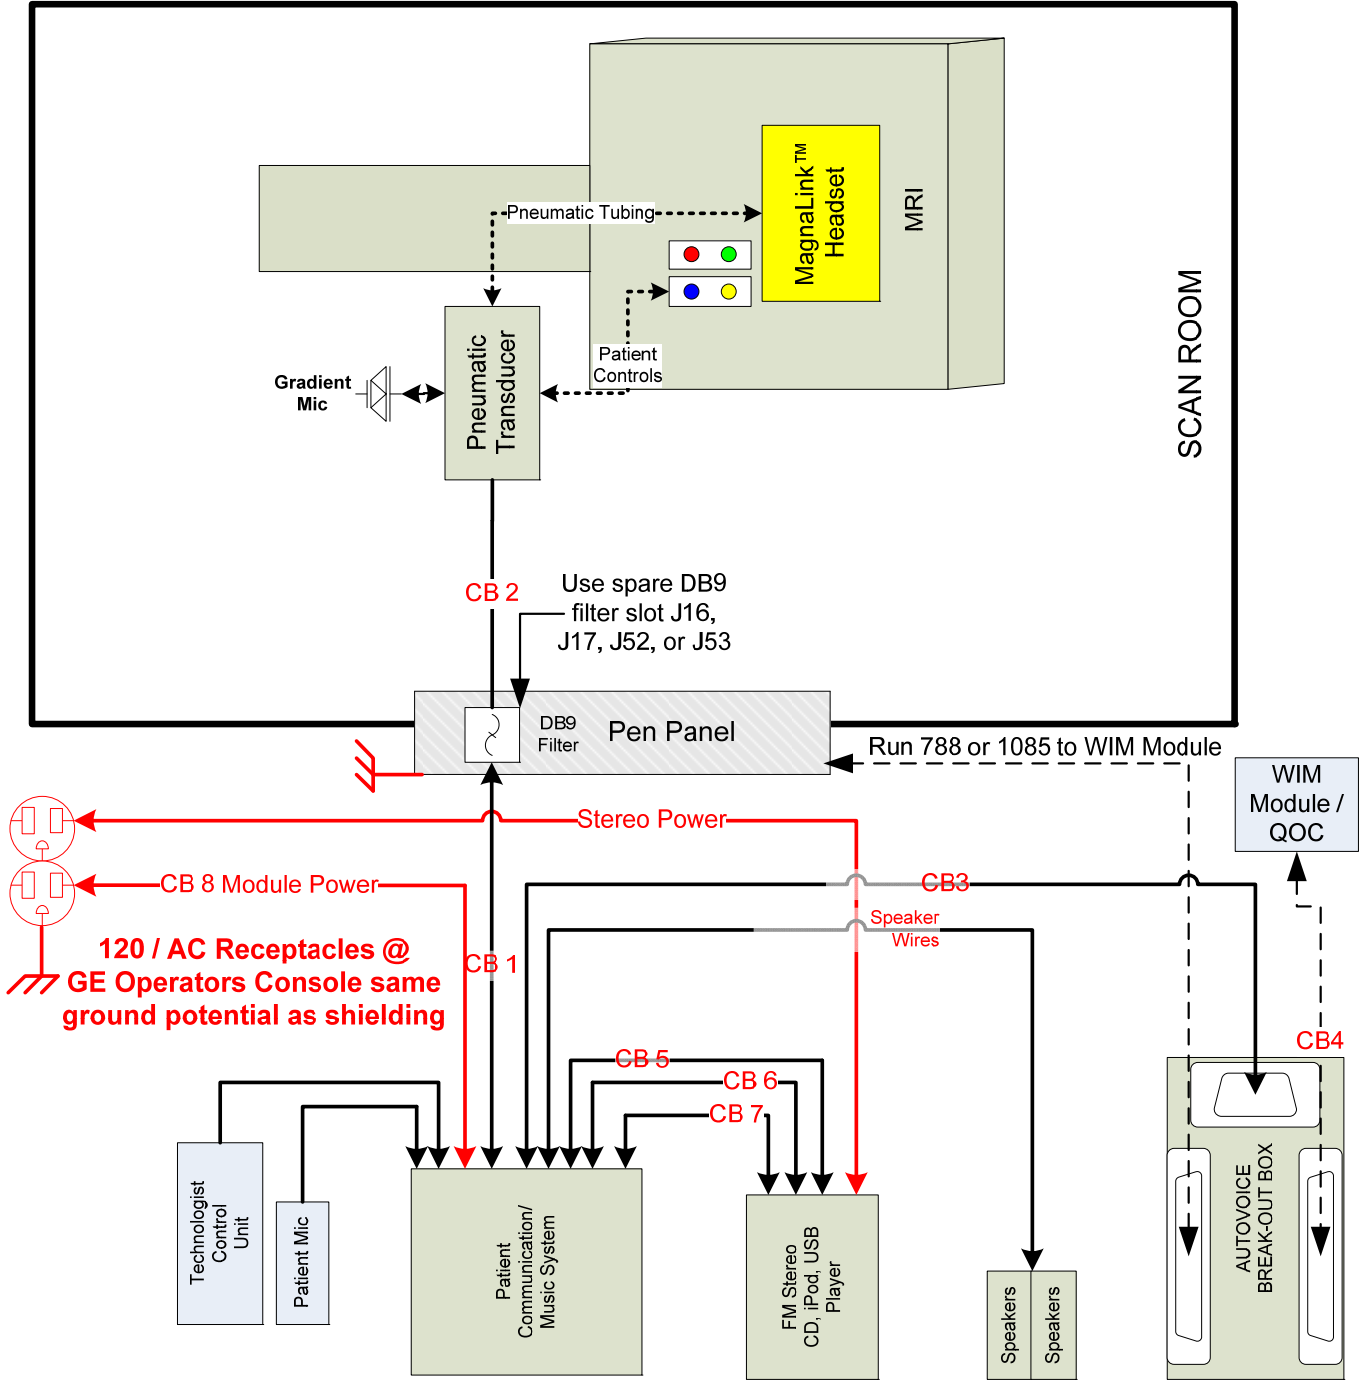 MagnaLink™
Headset
MRI
SCAN ROOM
Pneumatic Tubing
Patient
Controls
Pneumatic
Transducer
Gradient
Mic
CB 2
Use spare DB9
filter slot J16,
J17, J52, or J53
DB9
Filter
Pen Panel
Run 788 or 1085 to WIM Module
WIM
Module /
QOC
Stereo Power
CB 8 Module Power
CB3
Speaker
Wires
120 / AC Receptacles @
GE Operators Console same
ground potential as shielding
CB 1
CB4
CB 5
CB 6
CB 7
Technologist
Control
Unit
Patient Mic
Patient
Communication/
Music System
FM Stereo
CD, iPod, USB
Player
Speakers
Speakers
AUTOVOICE
BREAK-OUT BOX